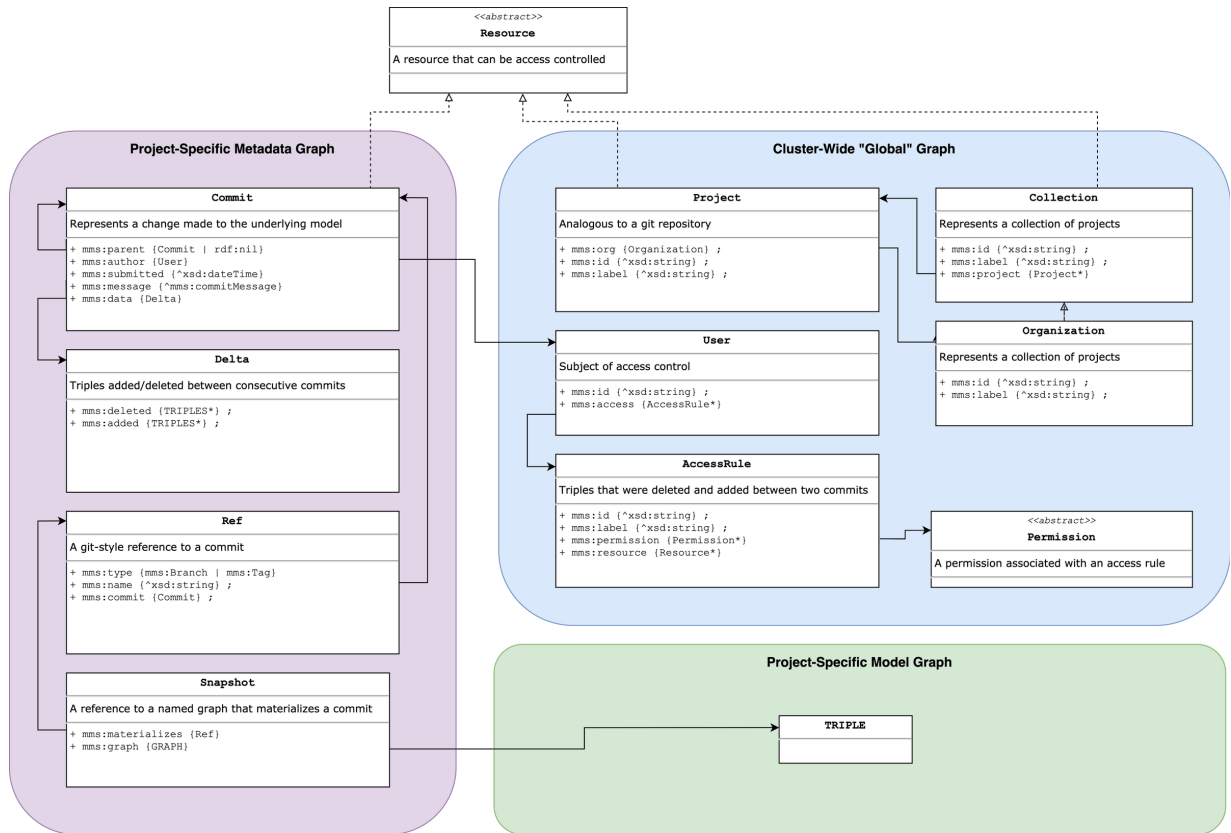 <<abstract>>
Resource
A resource that can be access controlled
Project-Specific Metadata Graph
Commit
Represents a change made to the underlying model
+ mms:parent {Commit | rdf:nil}
+ mms:author {User}
+ mms:submitted {^xsd:dateTime}
+ mms:message {^mms:commitMessage}
+ mms:data {Delta}
Delta
Triples added/deleted between consecutive commits
+ mms:deleted {TRIPLES*} ;
+ mms:added {TRIPLES*} ;
Ref
A git-style reference to a commit
+ mms:type {mms:Branch | mms:Tag}
+ mms:name {^xsd:string} ;
+ mms:commit {Commit} ;
Snapshot
A reference to a named graph that materializes a commit
+ mms:materializes {Ref}
+ mms:graph {GRAPH}
Cluster-Wide "Global" Graph
Project
Analogous to a git repository
+ mms:org {Organization} ;
+ mms:id {^xsd:string} ;
+ mms:label {^xsd:string} ;
Collection
Represents a collection of projects
+ mms:id {^xsd:string} ;
+ mms:label {^xsd:string} ;
+ mms:project {Project*}
Organization
Represents a collection of projects
+ mms:id {^xsd:string} ;
+ mms:label {^xsd:string} ;
User
Subject of access control
+ mms:id {^xsd:string} ;
+ mms:access {AccessRule*}
AccessRule
Triples that were deleted and added between two commits
+ mms:id {^xsd:string} ;
+ mms:label {^xsd:string} ;
+ mms:permission {Permission*}
+ mms:resource {Resource*}
<<abstract>>
Permission
A permission associated with an access rule
Project-Specific Model Graph
TRIPLE